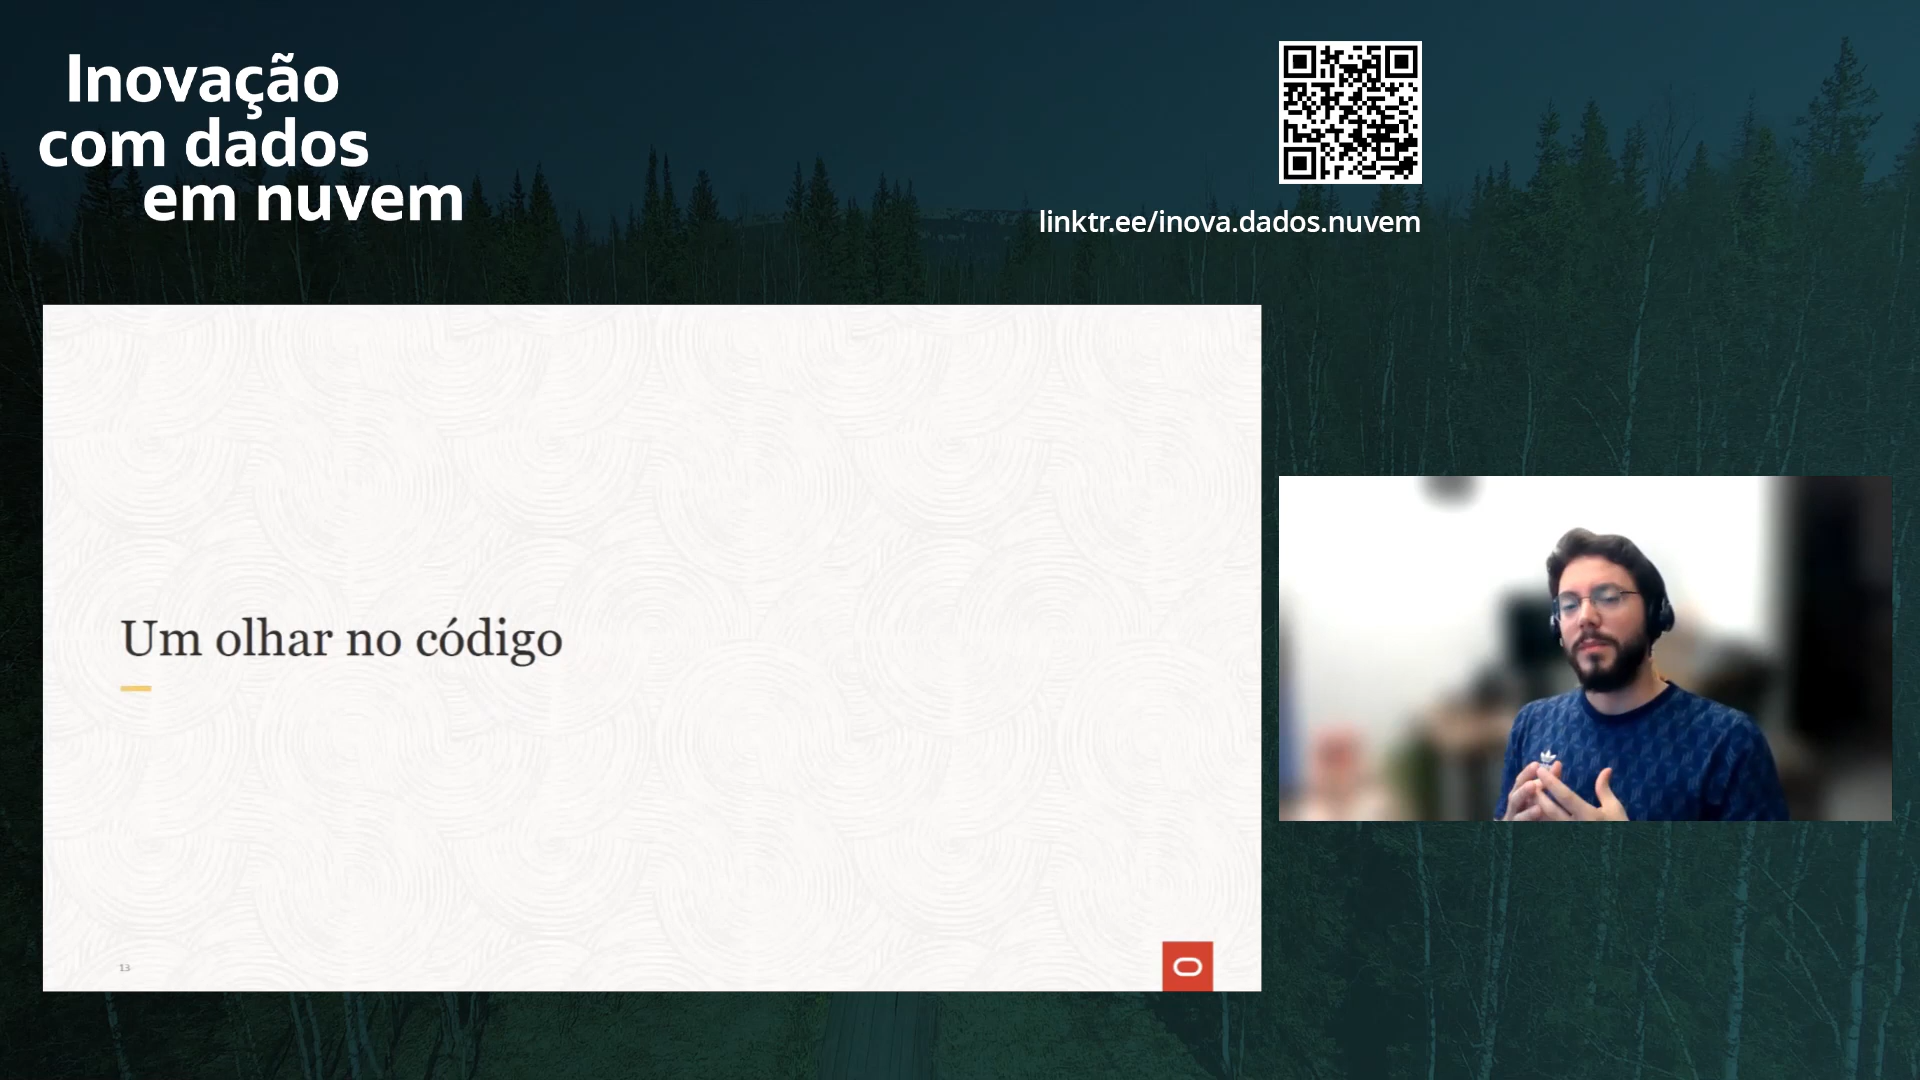 Inovação
com dados
em nuvem
linktr.ee/inova.dados.nuvem
Um olhar no código
13